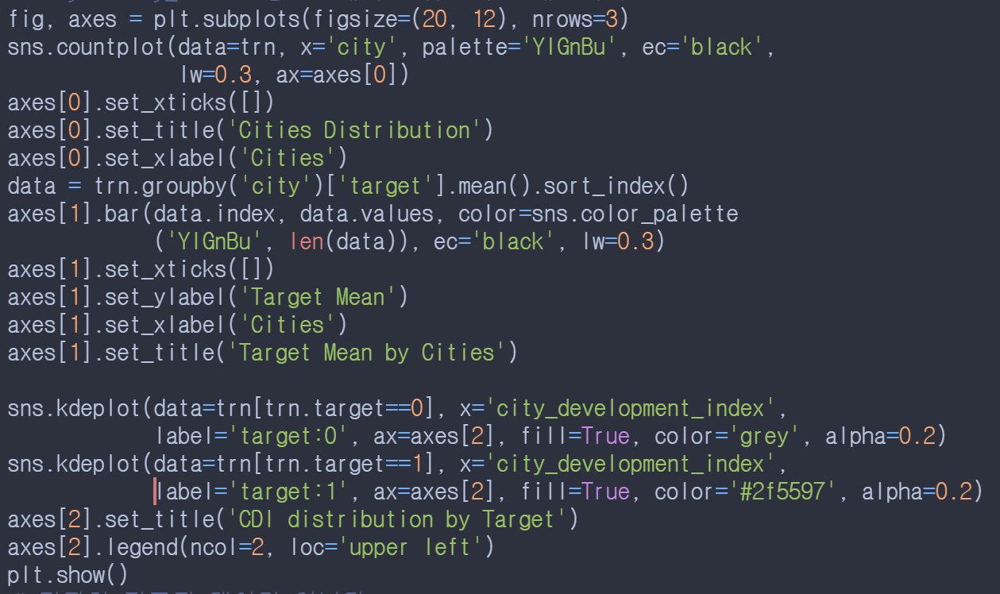 fig, axes = plt.subplots(figsize=(20, 12), nrows=3)
sns.countplot(data=trn, x='city', palette='YlGnBu', ec='black',
              lw=0.3, ax=axes[0])
axes[0].set_xticks([])
axes[0].set_title('Cities Distribution')
axes[0].set_xlabel('Cities')
data = trn.groupby('city')['target'].mean().sort_index()
axes[1].bar(data.index, data.values, color=sns.color_palette
            ('YlGnBu', len(data)), ec='black', lw=0.3)
axes[1].set_xticks([])
axes[1].set_ylabel('Target Mean')
axes[1].set_xlabel('Cities')
axes[1].set_title('Target Mean by Cities')

sns.kdeplot(data=trn[trn.target==0], x='city_development_index',
            label='target:0', ax=axes[2], fill=True, color='grey', alpha=0.2)
sns.kdeplot(data=trn[trn.target==1], x='city_development_index',
            label='target:1', ax=axes[2], fill=True, color='#2f5597', alpha=0.2)
axes[2].set_title('CDI distribution by Target')
axes[2].legend(ncol=2, loc='upper left')
plt.show()